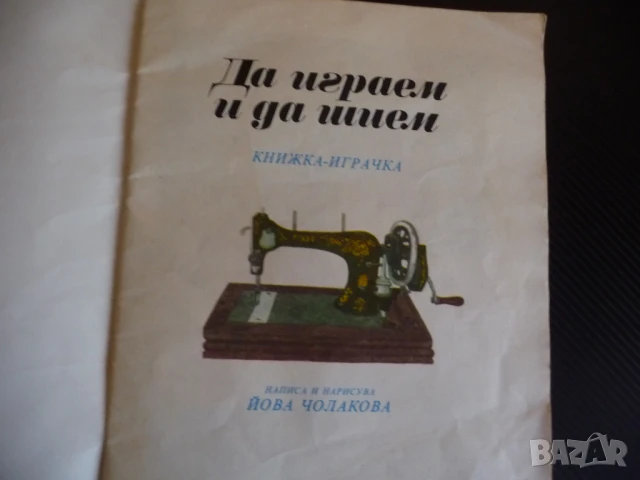 Да играем
и да шием
КНИЖКА-ИГРАЧКА
НАПИСА И НАРИСУВА
ЙОВА ЧОЛАКОВА
BAZAR